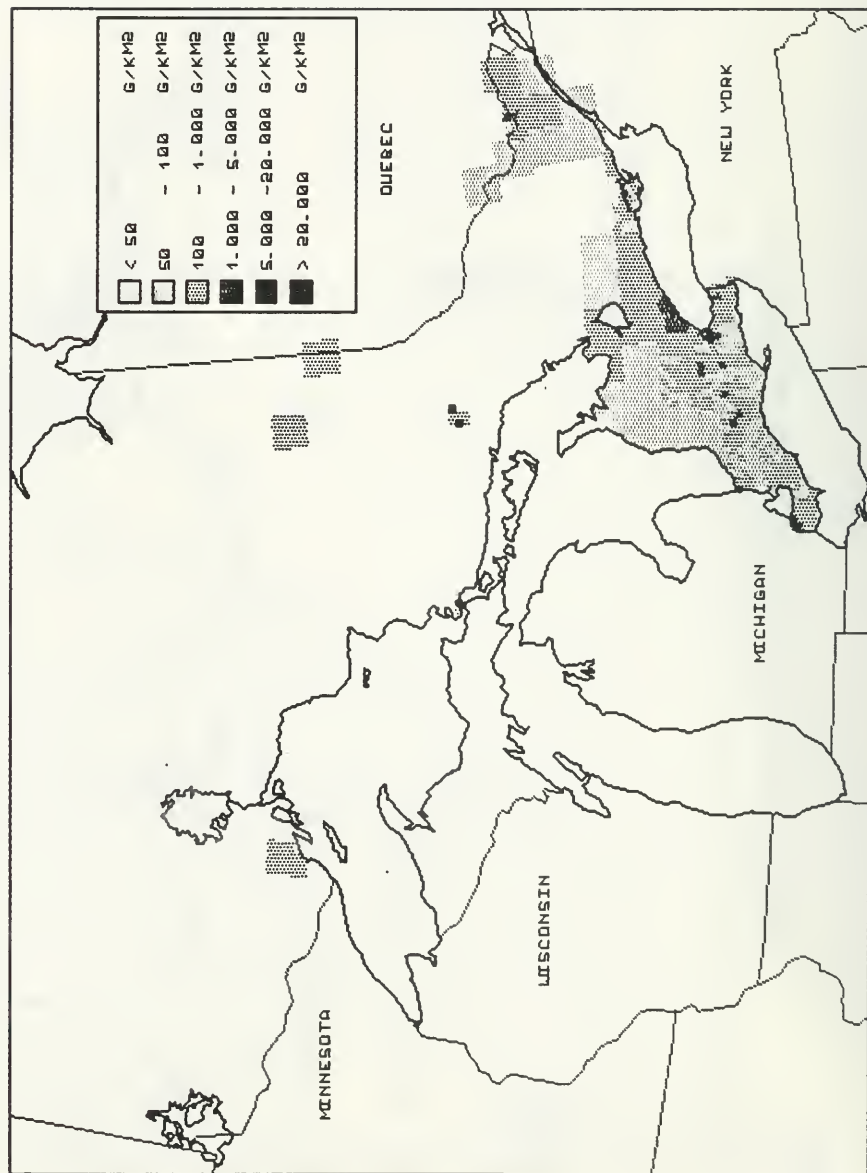 < 50 G/KM2
50 - 100 G/KM2
100 - 1.000 G/KM2
1.000 - 5.000 G/KM2
5.000 -20.000 G/KM2
> 20.000 G/KM2
QUEBEC
MINNESOTA
WISCONSIN
MICHIGAN
NEW YORK